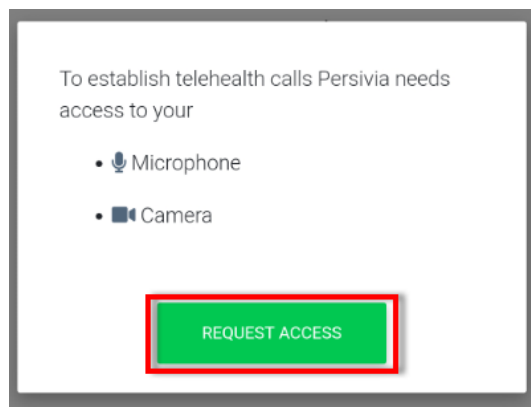 To establish telehealth calls Persivia needs
access to your
• Microphone
• Camera
REQUEST ACCESS